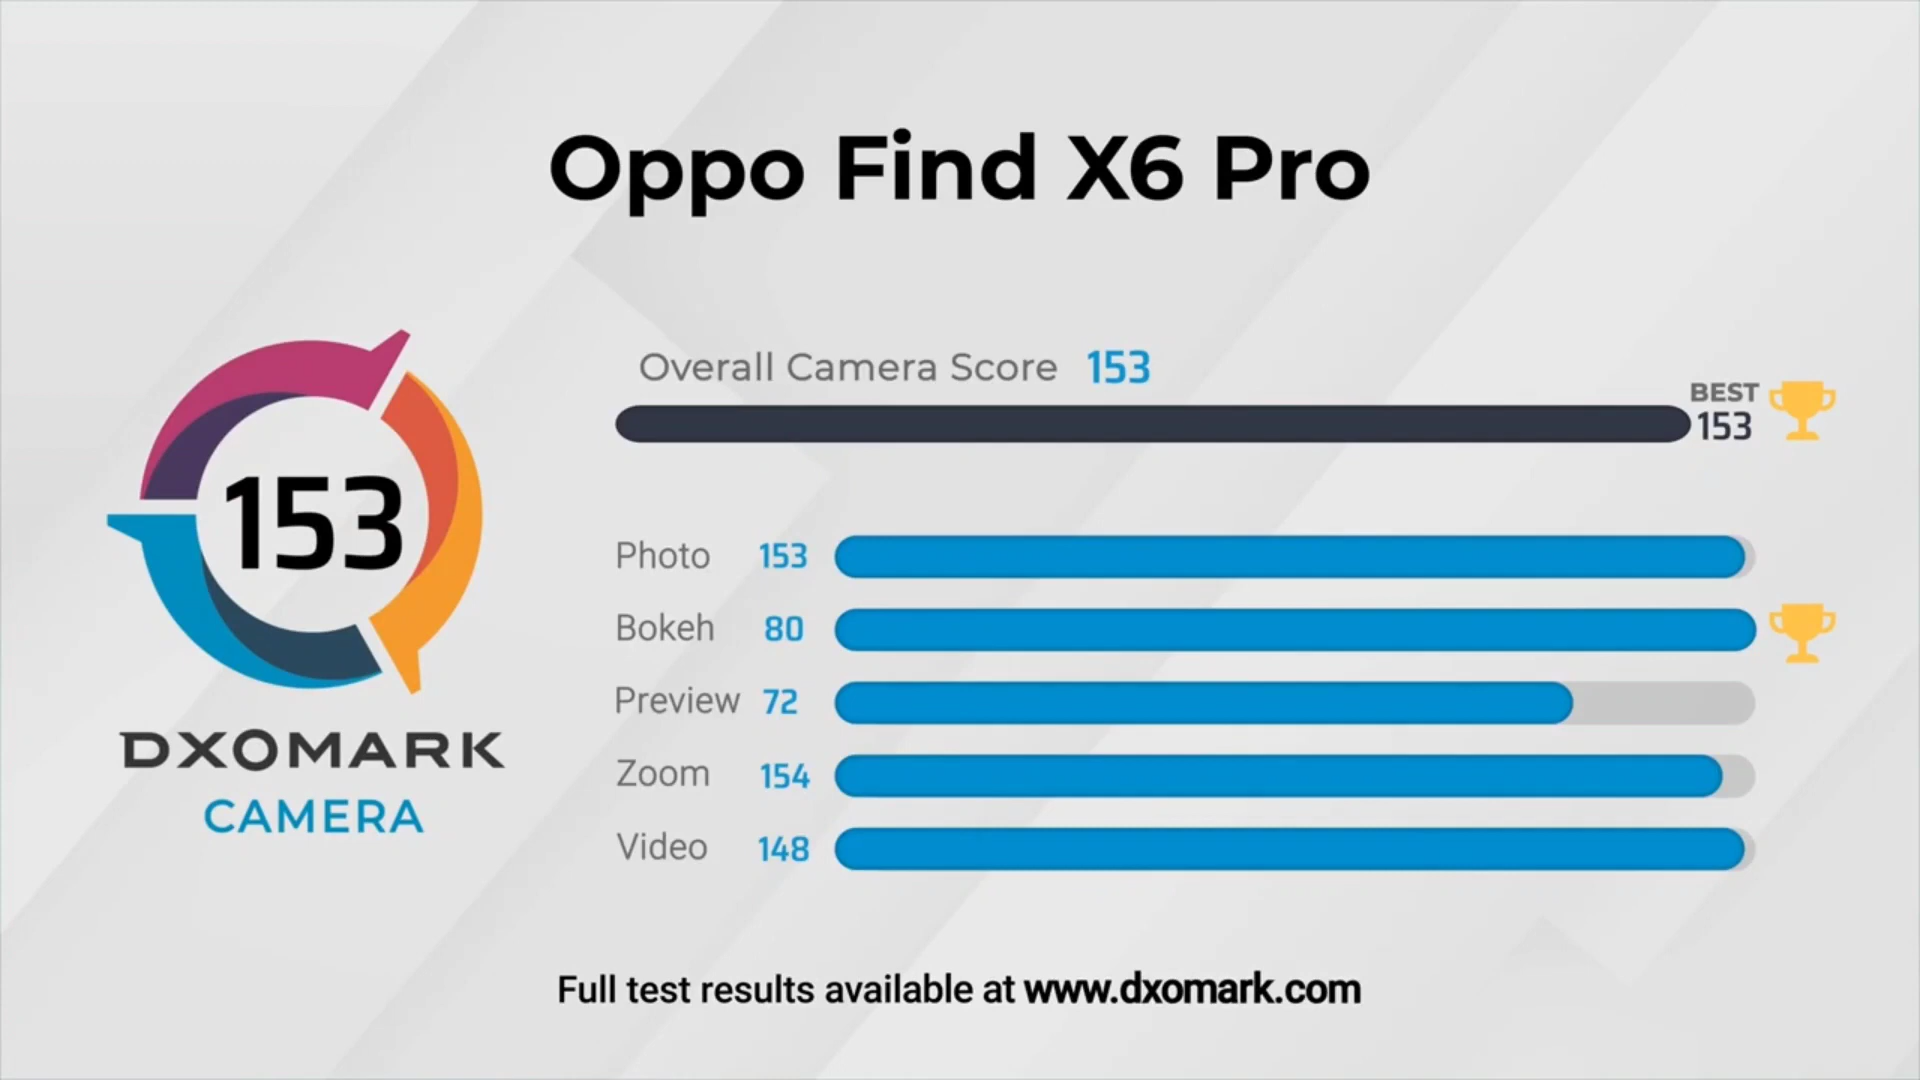 Oppo Find X6 Pro
153
DXOMARK
CAMERA
Overall Camera Score 153
BEST
153
Photo 153
Bokeh 80
Preview 72
Zoom 154
Video 148
Full test results available at www.dxomark.com